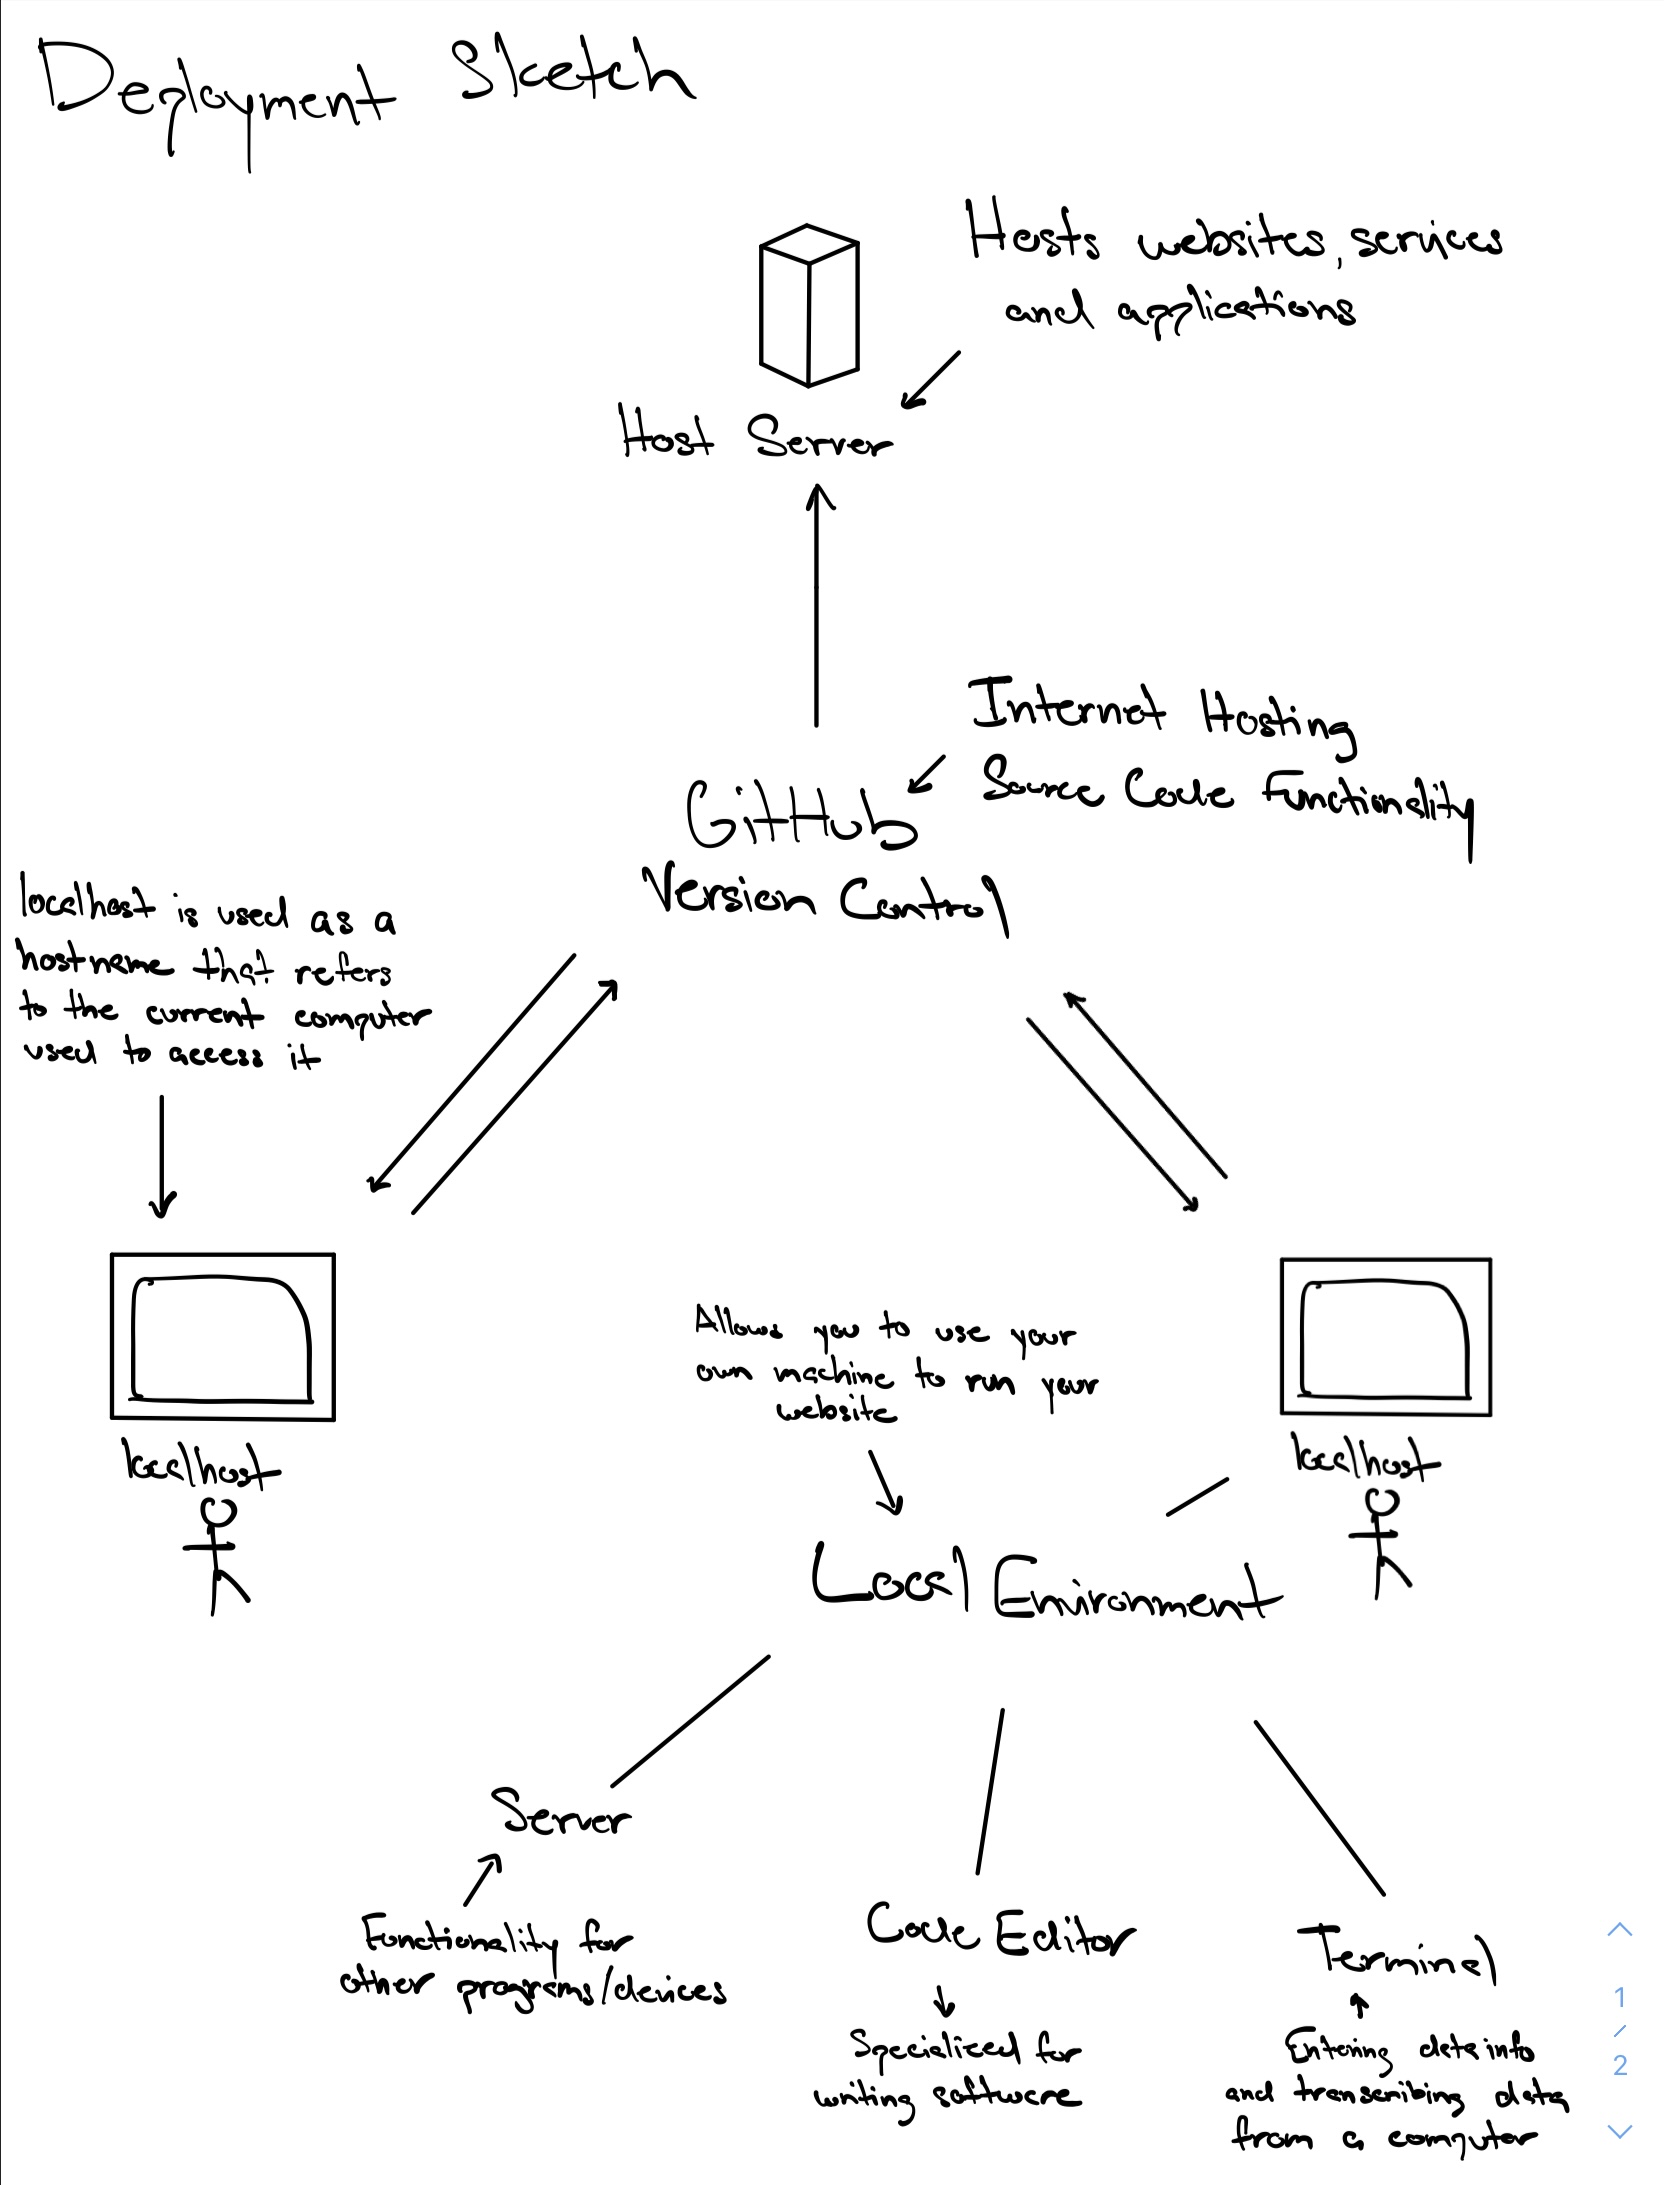 Deployment Sketch
Hosts websites, services
and applications
Host Server
Internet Hosting
Source Code Functionality
GitHub
Version Control
localhost is used as a
hostname that refers
to the current computer
used to access it
Allows you to use your
own machine to run your
website
localhost
localhost
Local Environment
Server
Functionality for
other programs/devices
Code Editor
Specialized for
writing software
Terminal
Entering data into
and transcribing data
from a computer
1
/
2